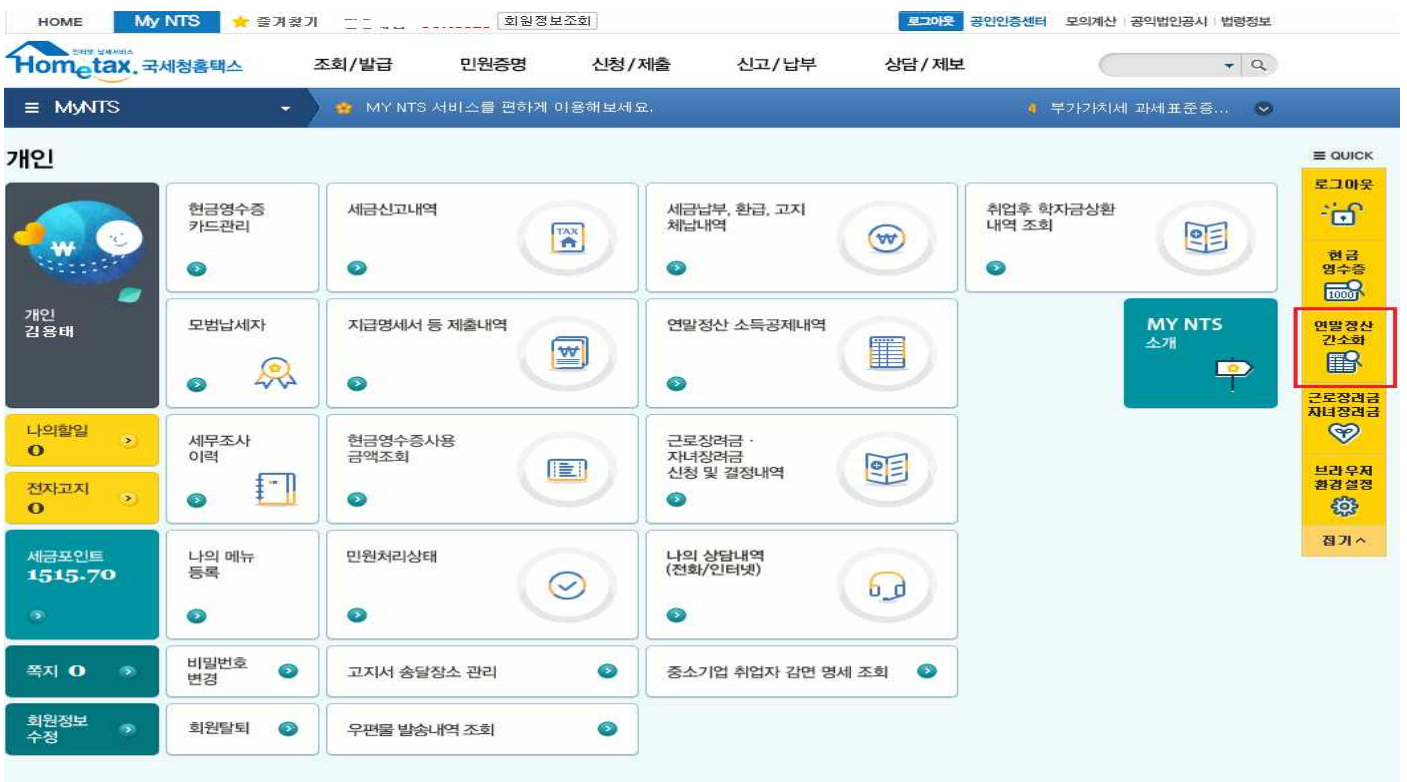 HOME
My NTS
즐겨찾기
회원정보조회
로그아웃
공인인증센터
모의계산
공익법인공시
법령정보
인터넷 납세서비스
Hometax. 국세청홈택스
조회/발급
민원증명
신청/제출
신고/납부
상담/제보
MyNTS
MY NTS 서비스를 편하게 이용해보세요.
4 부가가치세 과세표준증...
개인
QUICK
개인
김용태
현금영수증
카드관리
세금신고내역
TAX
세금납부, 환급, 고지
체납내역
취업후 학자금상환
내역 조회
모범납세자
지급명세서 등 제출내역
연말정산 소득공제내역
MY NTS
소개
나의할일
0
전자고지
0
세무조사
이력
현금영수증사용
금액조회
근로장려금 ·
자녀장려금
신청 및 결정내역
세금포인트
1515.70
나의 메뉴
등록
민원처리상태
나의 상담내역
(전화/인터넷)
쪽지 0
비밀번호
변경
고지서 송달장소 관리
중소기업 취업자 감면 명세 조회
회원정보
수정
회원탈퇴
우편물 발송내역 조회
로그아웃
현금
영수증
1000
연말정산
간소화
근로장려금
자녀장려금
브라우저
환경설정
접기